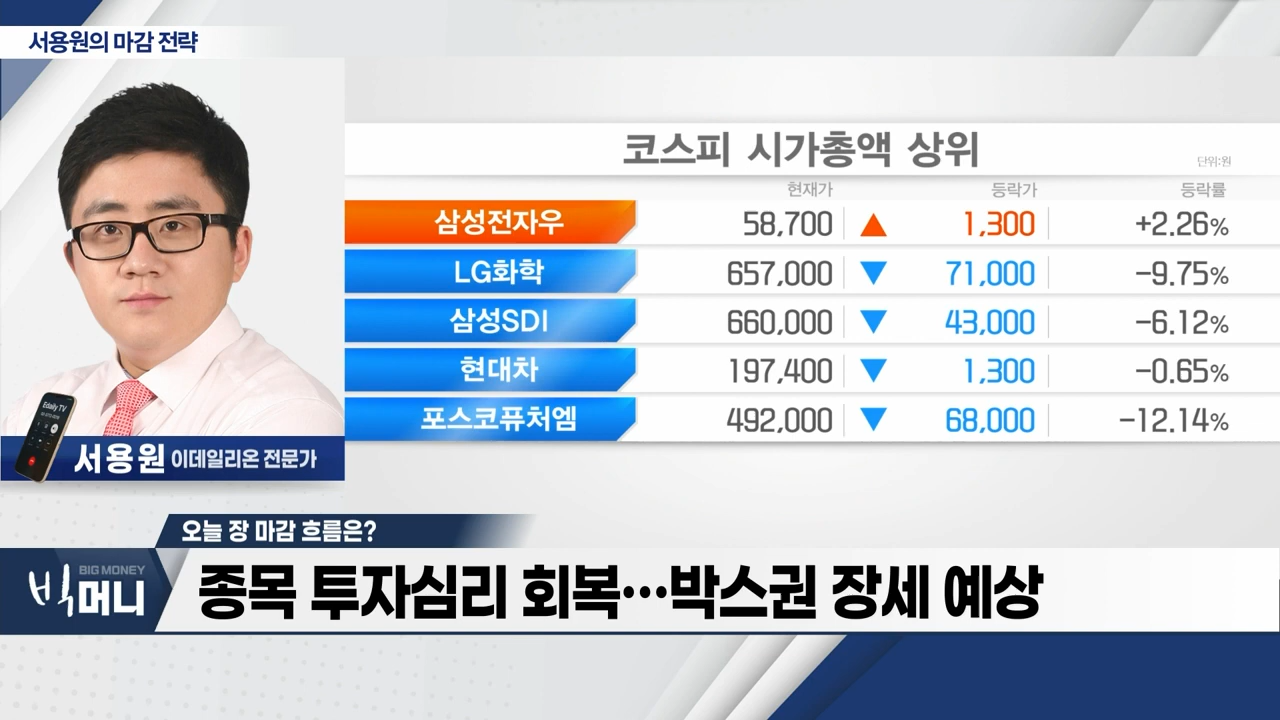 서용원의 마감 전략
코스피 시가총액 상위
단위:원
현재가 등락가 등락률
삼성전자우 58,700 ▲ 1,300 +2.26%
LG화학 657,000 ▼ 71,000 -9.75%
삼성SDI 660,000 ▼ 43,000 -6.12%
현대차 197,400 ▼ 1,300 -0.65%
포스코퓨처엠 492,000 ▼ 68,000 -12.14%
Edaily TV
서용원 이데일리온 전문가
오늘 장 마감 흐름은?
BIG MONEY
빅머니
종목 투자심리 회복…박스권 장세 예상